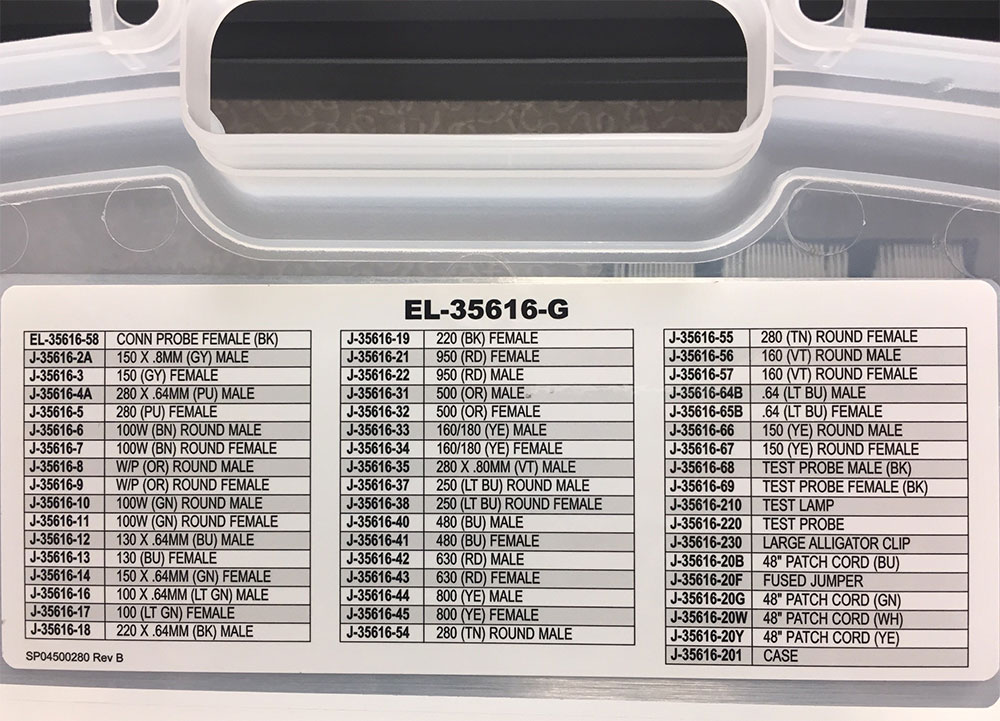 EL-35616-G
EL-35616-58 CONN PROBE FEMALE (BK)
J-35616-2A 150 X .8MM (GY) MALE
J-35616-3 150 (GY) FEMALE
J-35616-4A 280 X .64MM (PU) MALE
J-35616-5 280 (PU) FEMALE
J-35616-6 100W (BN) ROUND MALE
J-35616-7 100W (BN) ROUND FEMALE
J-35616-8 W/P (OR) ROUND MALE
J-35616-9 W/P (OR) ROUND FEMALE
J-35616-10 100W (GN) ROUND MALE
J-35616-11 100W (GN) ROUND FEMALE
J-35616-12 130 X .64MM (BU) MALE
J-35616-13 130 (BU) FEMALE
J-35616-14 150 X .64MM (GN) FEMALE
J-35616-16 100 X .64MM (LT GN) MALE
J-35616-17 100 (LT GN) FEMALE
J-35616-18 220 X .64MM (BK) MALE
SP04500280 Rev B
J-35616-19 220 (BK) FEMALE
J-35616-21 950 (RD) FEMALE
J-35616-22 950 (RD) MALE
J-35616-31 500 (OR) MALE
J-35616-32 500 (OR) FEMALE
J-35616-33 160/180 (YE) MALE
J-35616-34 160/180 (YE) FEMALE
J-35616-35 280 X .80MM (VT) MALE
J-35616-37 250 (LT BU) ROUND MALE
J-35616-38 250 (LT BU) ROUND FEMALE
J-35616-40 480 (BU) MALE
J-35616-41 480 (BU) FEMALE
J-35616-42 630 (RD) MALE
J-35616-43 630 (RD) FEMALE
J-35616-44 800 (YE) MALE
J-35616-45 800 (YE) FEMALE
J-35616-54 280 (TN) ROUND MALE
J-35616-55 280 (TN) ROUND FEMALE
J-35616-56 160 (VT) ROUND MALE
J-35616-57 160 (VT) ROUND FEMALE
J-35616-64B .64 (LT BU) MALE
J-35616-65B .64 (LT BU) FEMALE
J-35616-66 150 (YE) ROUND MALE
J-35616-67 150 (YE) ROUND FEMALE
J-35616-68 TEST PROBE MALE (BK)
J-35616-69 TEST PROBE FEMALE (BK)
J-35616-210 TEST LAMP
J-35616-220 TEST PROBE
J-35616-230 LARGE ALLIGATOR CLIP
J-35616-20B 48" PATCH CORD (BU)
J-35616-20F FUSED JUMPER
J-35616-20G 48" PATCH CORD (GN)
J-35616-20W 48" PATCH CORD (WH)
J-35616-20Y 48" PATCH CORD (YE)
J-35616-201 CASE